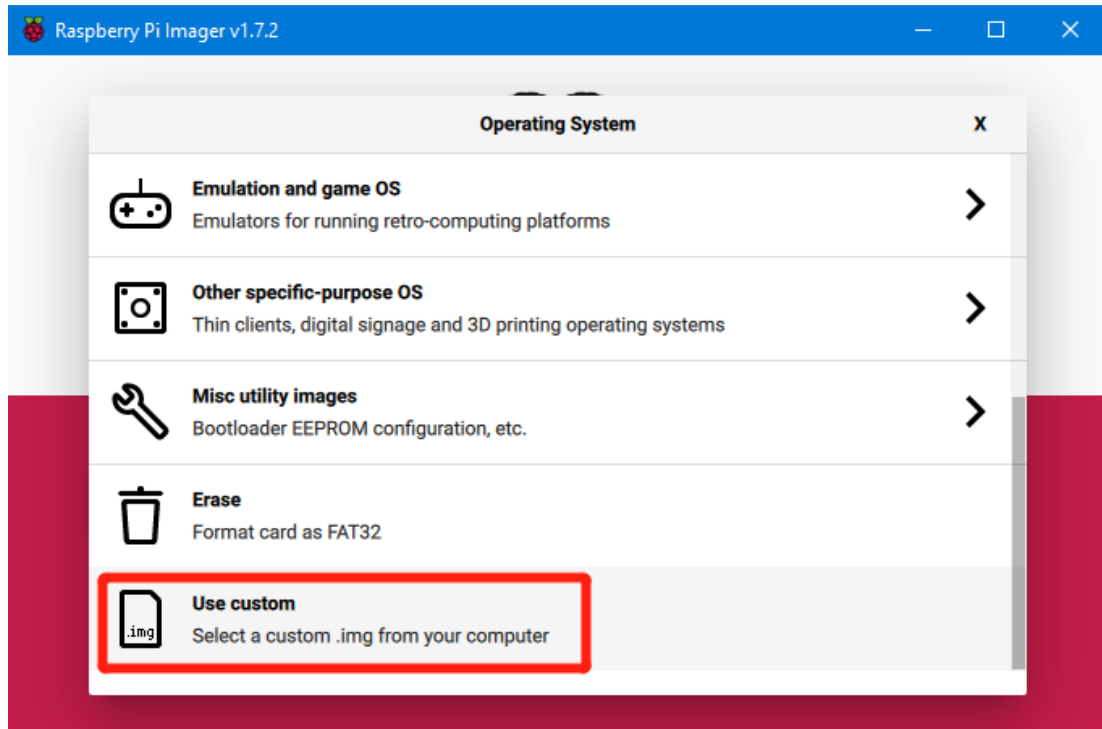 Raspberry Pi Imager v1.7.2
Operating System
X
Emulation and game OS
Emulators for running retro-computing platforms
Other specific-purpose OS
Thin clients, digital signage and 3D printing operating systems
Misc utility images
Bootloader EEPROM configuration, etc.
Erase
Format card as FAT32
Use custom
.img
Select a custom .img from your computer